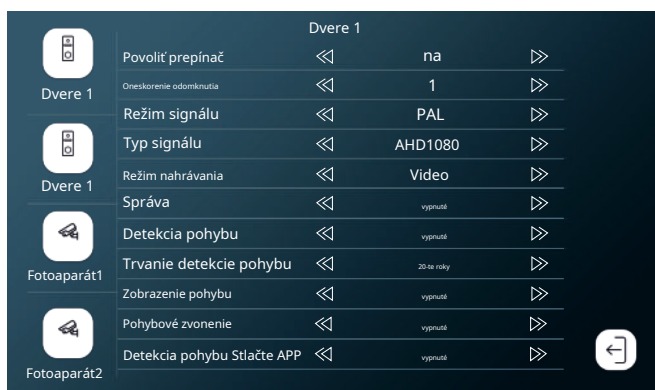 Dvere 1
Povoliť prepínač na
Oneskorenie odomknutia 1
Režim signálu PAL
Typ signálu AHD1080
Režim nahrávania Video
Správa vypnuté
Detekcia pohybu vypnuté
Trvanie detekcie pohybu 20-te roky
Zobrazenie pohybu vypnuté
Pohybové zvonenie vypnuté
Detekcia pohybu Stlačte APP vypnuté
Dvere 1
Dvere 1
Fotoaparát1
Fotoaparát2